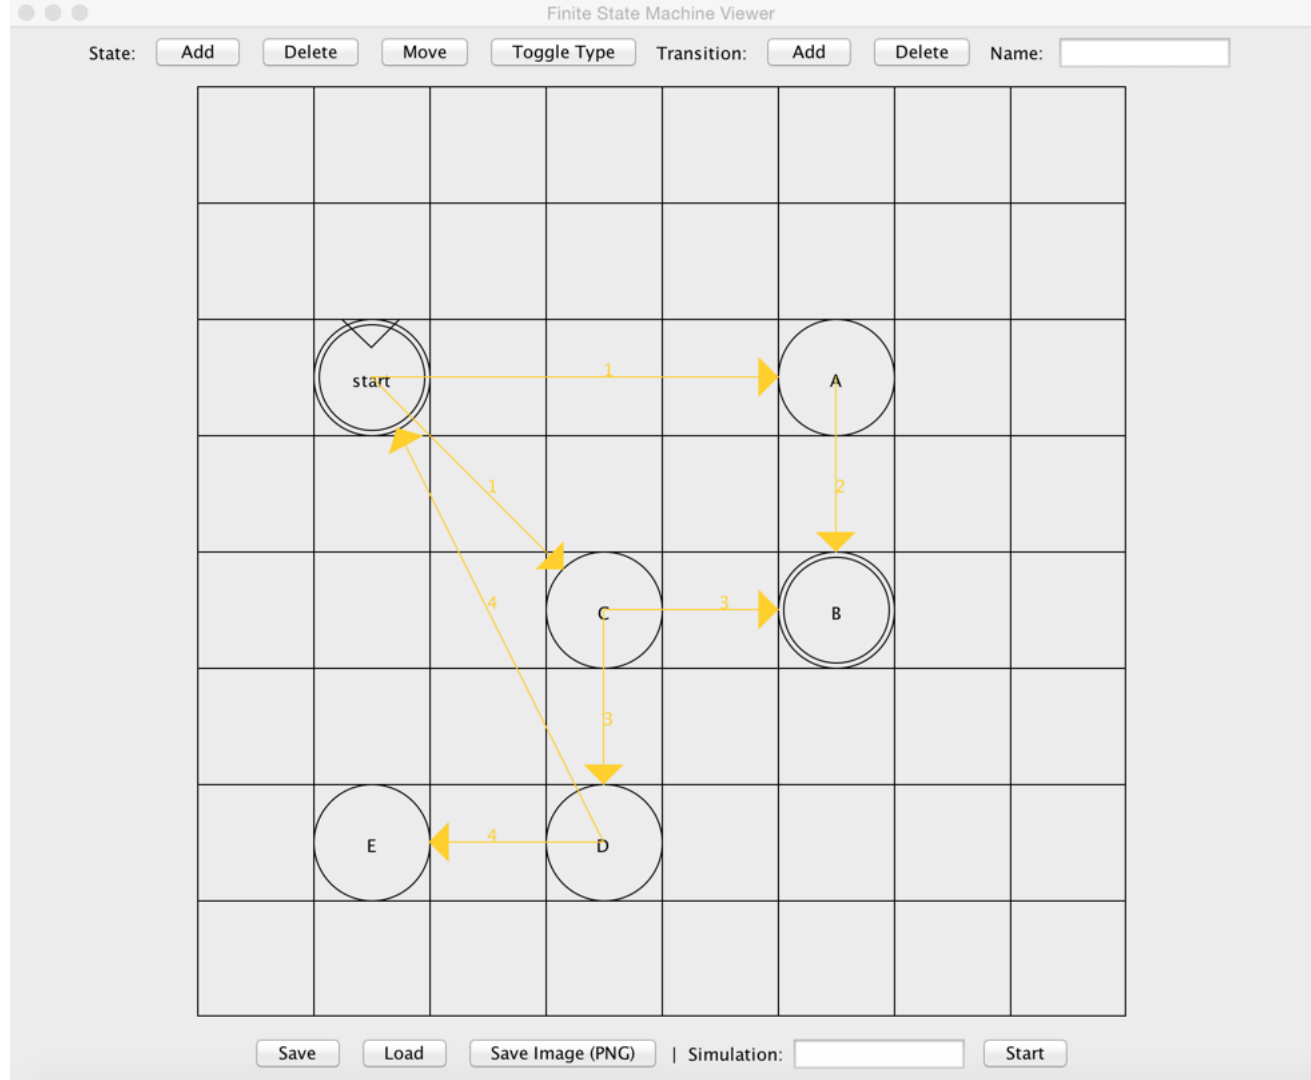 Finite State Machine Viewer
State: Add Delete Move Toggle Type Transition: Add Delete Name:
start 1 A
1 2
4 C 3 B
3
E 4 D
Save Load Save Image (PNG) | Simulation: Start